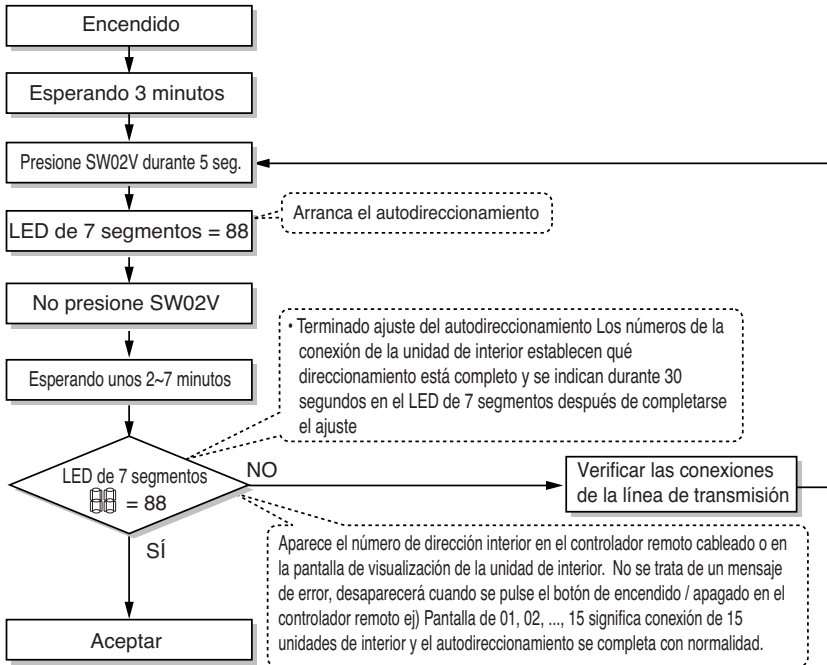 Encendido
Esperando 3 minutos
Presione SW02V durante 5 seg.
Arranca el autodireccionamiento
LED de 7 segmentos = 88
No presione SW02V
• Terminado ajuste del autodireccionamiento Los números de la
conexión de la unidad de interior establecen qué
direccionamiento está completo y se indican durante 30
segundos en el LED de 7 segmentos después de completarse
el ajuste
Esperando unos 2~7 minutos
LED de 7 segmentos
88 = 88
NO
Verificar las conexiones
de la línea de transmisión
SÍ
Aparece el número de dirección interior en el controlador remoto cableado o en
la pantalla de visualización de la unidad de interior. No se trata de un mensaje
de error, desaparecerá cuando se pulse el botón de encendido / apagado en el
controlador remoto ej) Pantalla de 01, 02, ..., 15 significa conexión de 15
unidades de interior y el autodireccionamiento se completa con normalidad.
Aceptar